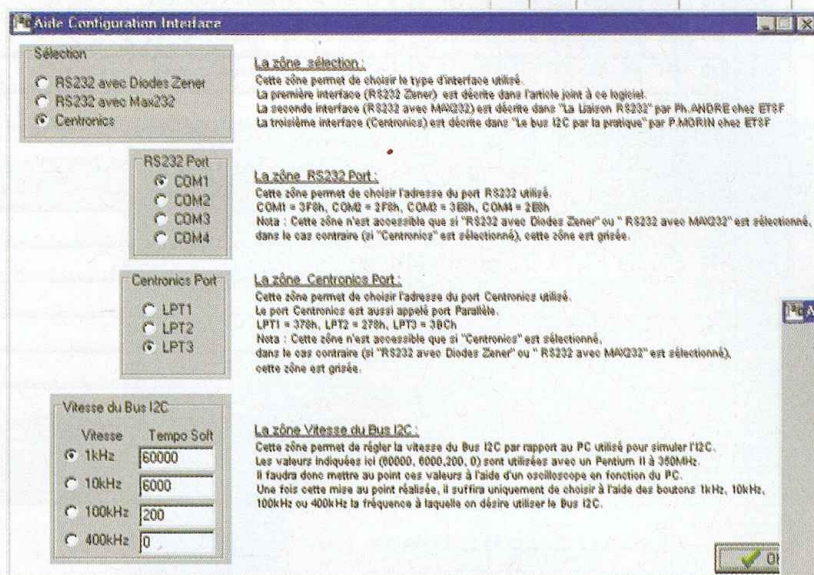 Aide Configuration Interface
Sélection
RS232 avec Diodes Zener
RS232 avec Max232
Centronics
La zône sélection :
Cette zône permet de choisir le type d'interface utilisé.
La première interface (RS232 Zener) est décrite dans l'article joint à ce logiciel.
La seconde interface (RS232 avec MAX232) est décrite dans "La Liaison RS232" par Ph.ANDRE chez ETSF
La troisième interface (Centronics) est décrite dans "Le bus I2C par la pratique" par P.MORIN chez ETSF
RS232 Port
COM1
COM2
COM3
COM4
La zône RS232 Port :
Cette zône permet de choisir l'adresse du port RS232 utilisé.
COM1 = 3F8h, COM2 = 2F8h, COM3 = 3E8h, COM4 = 2E8h
Nota : Cette zône n'est accessible que si "RS232 avec Diodes Zener" ou " RS232 avec MAX232" est sélectionné,
dans le cas contraire (si "Centronics" est sélectionné), cette zône est grisée.
Centronics Port
LPT1
LPT2
LPT3
La zône Centronics Port :
Cette zône permet de choisir l'adresse du port Centronics utilisé.
Le port Centronics est aussi appelé port Parallèle.
LPT1 = 378h, LPT2 = 278h, LPT3 = 3BCh
Nota : Cette zône n'est accessible que si "Centronics" est sélectionné,
dans le cas contraire (si "RS232 avec Diodes Zener" ou " RS232 avec MAX232" est sélectionné),
cette zône est grisée.
Vitesse du Bus I2C
Vitesse Tempo Soft
1kHz 60000
10kHz 6000
100kHz 200
400kHz 0
La zône Vitesse du Bus I2C :
Cette zône permet de régler la vitesse du Bus I2C par rapport au PC utilisé pour simuler l'I2C.
Les valeurs indiquées ici (60000, 6000,200, 0) sont utilisées avec un Pentium II à 350MHz.
Il faudra donc mettre au point ces valeurs à l'aide d'un oscilloscope en fonction du PC.
Une fois cette mise au point réalisée, il suffira uniquement de choisir à l'aide des boutons 1kHz, 10kHz,
100kHz ou 400kHz la fréquence à laquelle on désire utiliser le Bus I2C.